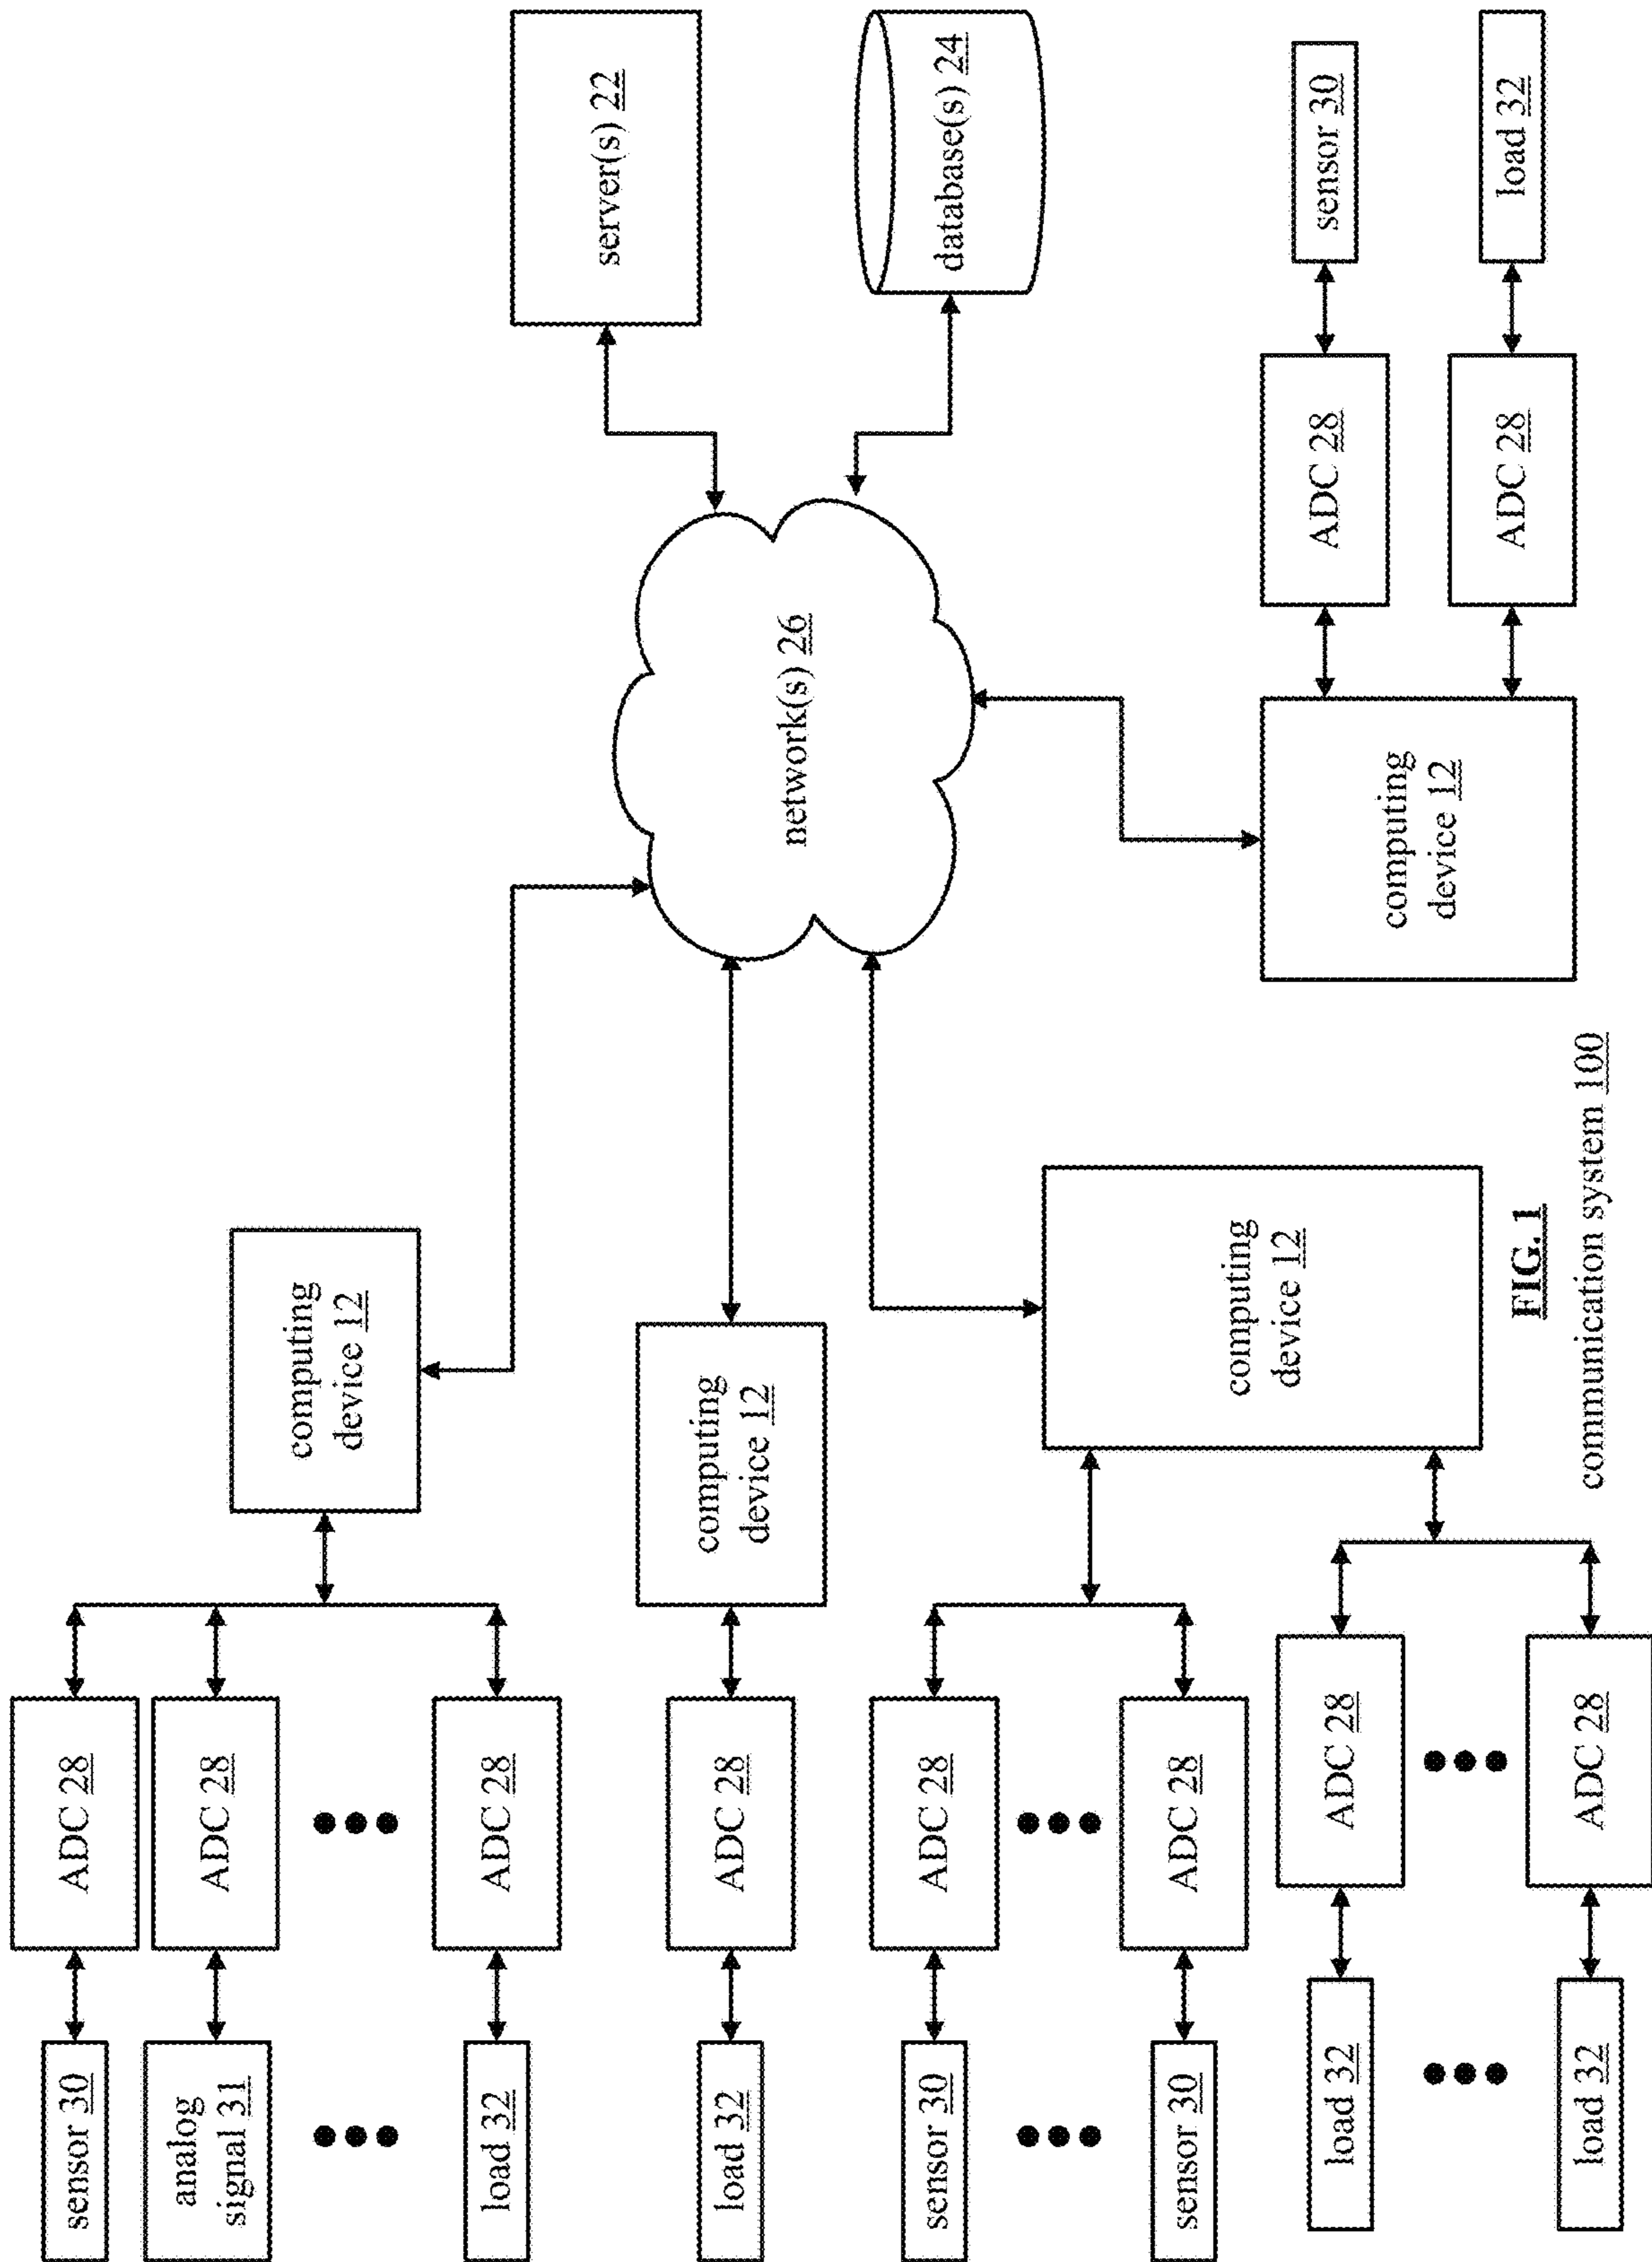 sensor 30
ADC 28
analog
signal 31
ADC 28
computing
device 12
load 32
ADC 28
server(s) 22
load 32
ADC 28
computing
device 12
network(s) 26
database(s) 24
sensor 30
ADC 28
sensor 30
ADC 28
computing
device 12
load 32
ADC 28
load 32
ADC 28
computing
device 12
ADC 28
sensor 30
ADC 28
load 32
FIG. 1
communication system 100